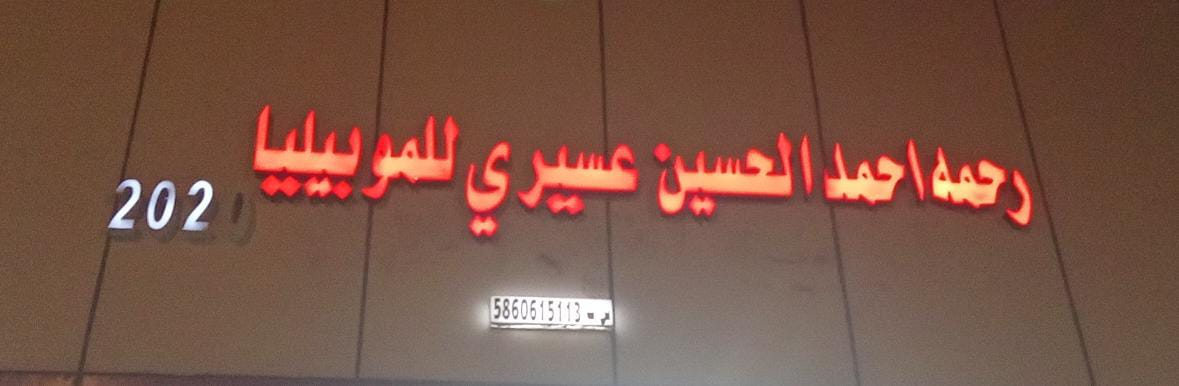 رحمه احمد الحسين عسيري للموبيليا
202
س.ت 5860615113